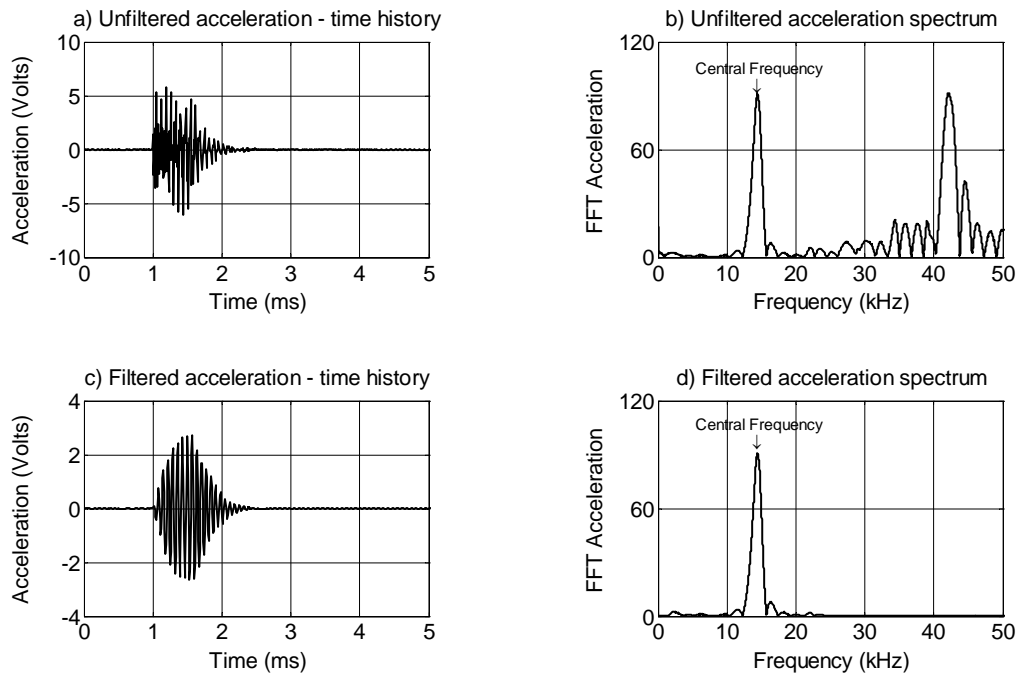 a) Unfiltered acceleration - time history
10
5
0
-5
-10
Acceleration (Volts)
0 1 2 3 4 5
Time (ms)
b) Unfiltered acceleration spectrum
120
60
0
FFT Acceleration
Central Frequency
↓
0 10 20 30 40 50
Frequency (kHz)
c) Filtered acceleration - time history
4
2
0
-2
-4
Acceleration (Volts)
0 1 2 3 4 5
Time (ms)
d) Filtered acceleration spectrum
120
60
0
FFT Acceleration
Central Frequency
↓
0 10 20 30 40 50
Frequency (kHz)